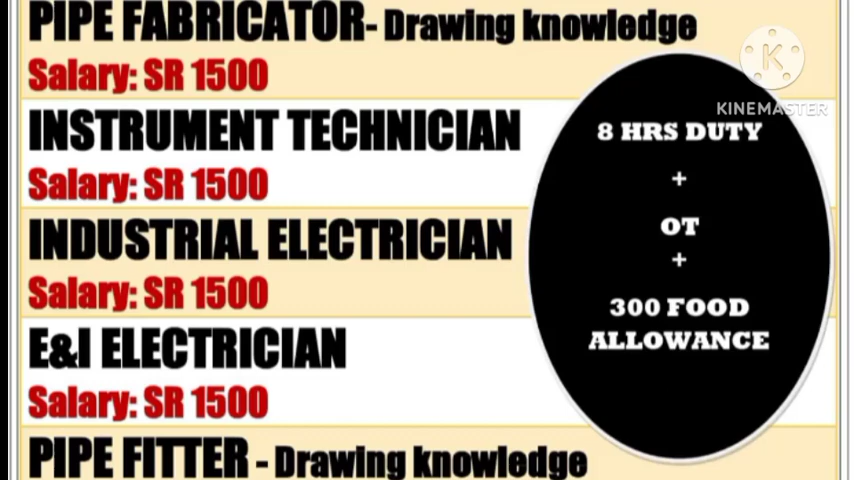 PIPE FABRICATOR- Drawing knowledge
Salary: SR 1500
INSTRUMENT TECHNICIAN
Salary: SR 1500
INDUSTRIAL ELECTRICIAN
Salary: SR 1500
E&I ELECTRICIAN
Salary: SR 1500
PIPE FITTER - Drawing knowledge
8 HRS DUTY
+
OT
+
300 FOOD
ALLOWANCE
K
KINEMASTER